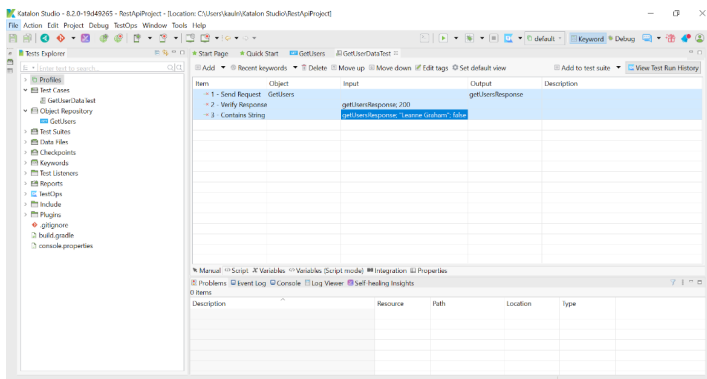 Katalon Studio - 8.2.0-19d49265 - RestApiProject - [Location: C:\Users\kauin\Katalon Studio\RestApiProject]
File Action Edit Project Debug TestOps Window Tools Help
default Keyword Debug
Tests Explorer
Start Page Quick Start GetUsers GetUserDataTest
Enter text to search...
Add Recent keywords Delete Move up Move down Edit tags Set default view Add to test suite View Test Run History
Item Object Input Output Description
1 - Send Request GetUsers getUsersResponse
2 - Verify Response getUsersResponse; 200
3 - Contains String getUsersResponse; "Leanne Graham"; false
Profiles
Test Cases
GetUserDataTest
Object Repository
GetUsers
Test Suites
Data Files
Checkpoints
Keywords
Test Listeners
Reports
TestOps
Include
Plugins
.gitignore
build.gradle
console.properties
Manual Script Variables Variables (Script mode) Integration Properties
Problems Event Log Console Log Viewer Self-healing Insights
0 items
Description Resource Path Location Type